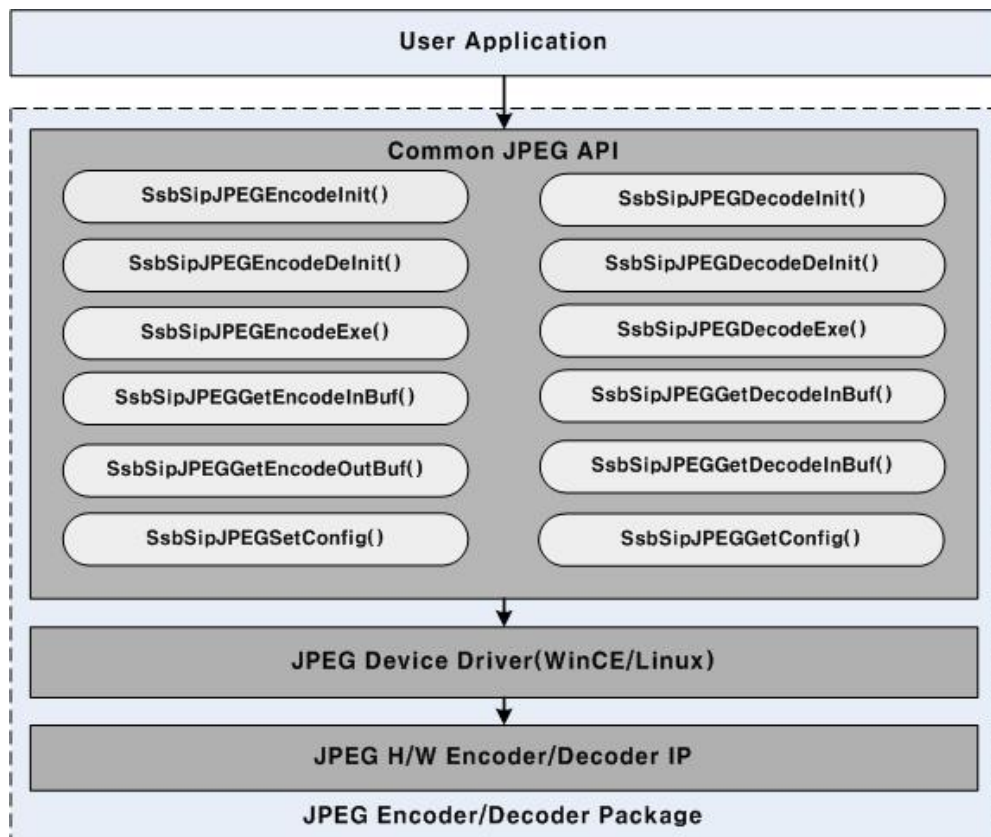 User Application
Common JPEG API
SsbSipJPEGEncodeInit()
SsbSipJPEGDecodeInit()
SsbSipJPEGEncodeDeInit()
SsbSipJPEGDecodeDeInit()
SsbSipJPEGEncodeExe()
SsbSipJPEGDecodeExe()
SsbSipJPEGGetEncodeInBuf()
SsbSipJPEGGetDecodeInBuf()
SsbSipJPEGGetEncodeOutBuf()
SsbSipJPEGGetDecodeInBuf()
SsbSipJPEGSetConfig()
SsbSipJPEGGetConfig()
JPEG Device Driver(WinCE/Linux)
JPEG H/W Encoder/Decoder IP
JPEG Encoder/Decoder Package